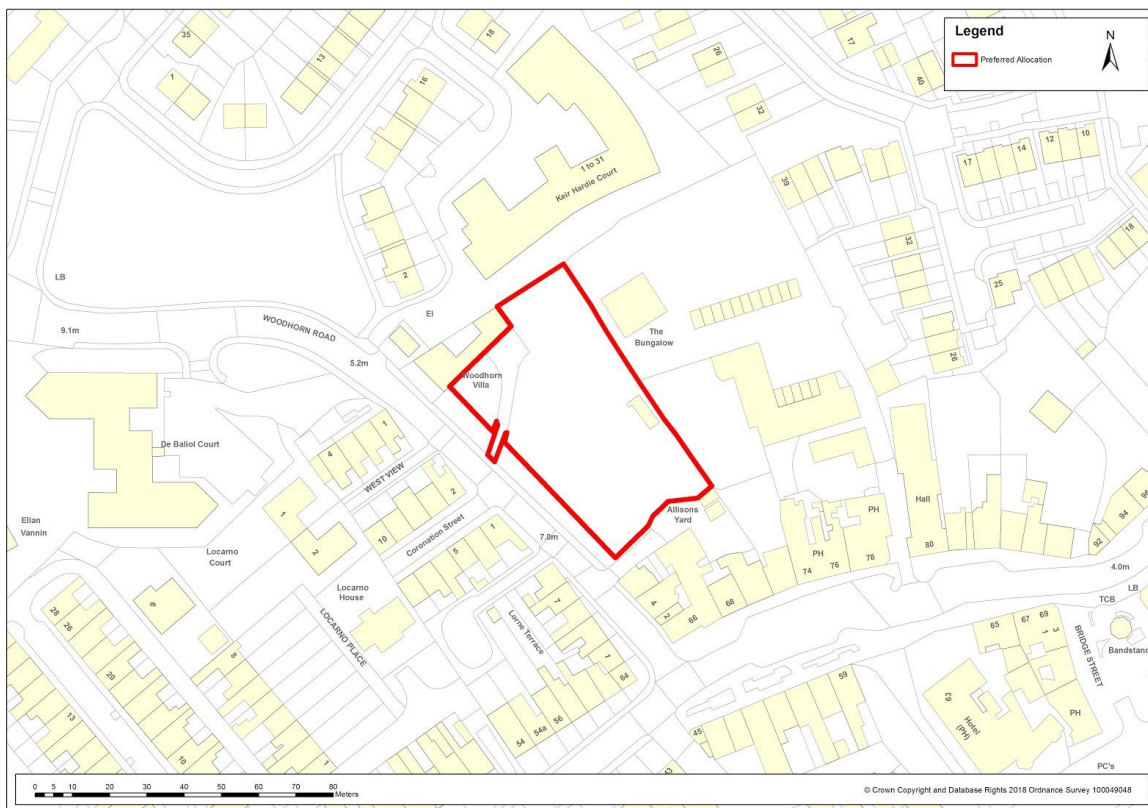 Legend
Preferred Allocation
N
35
1
13
18
16
2
26
32
17
40
1 to 31
Keir Hardie Court
39
17
14
12
10
32
18
25
26
LB
9.1m
WOODHORN ROAD
5.2m
El
Woodhorn
Villa
The
Bungalow
De Baliol Court
4
1
WEST VIEW
10
2
Coronation Street
5
1
7.0m
Allisons
Yard
Hall
80
PH
PH
74
76
78
92
94
96
4.0m
Ellan
Vannin
Locarno
Court
1
2
Locarno
House
LOCARNO PLACE
9
8
28
26
20
13
10
1
Lorne Terrace
7
1
64
54
54a
56
4
2
66
68
59
45
43
65
67
69
1
3
TCB
LB
BRIDGE STREET
Bandstand
63
Hotel
(PH)
PH
PC's
0 5 10 20 30 40 50 60 70 80
Meters
© Crown Copyright and Database Rights 2018 Ordnance Survey 100049048